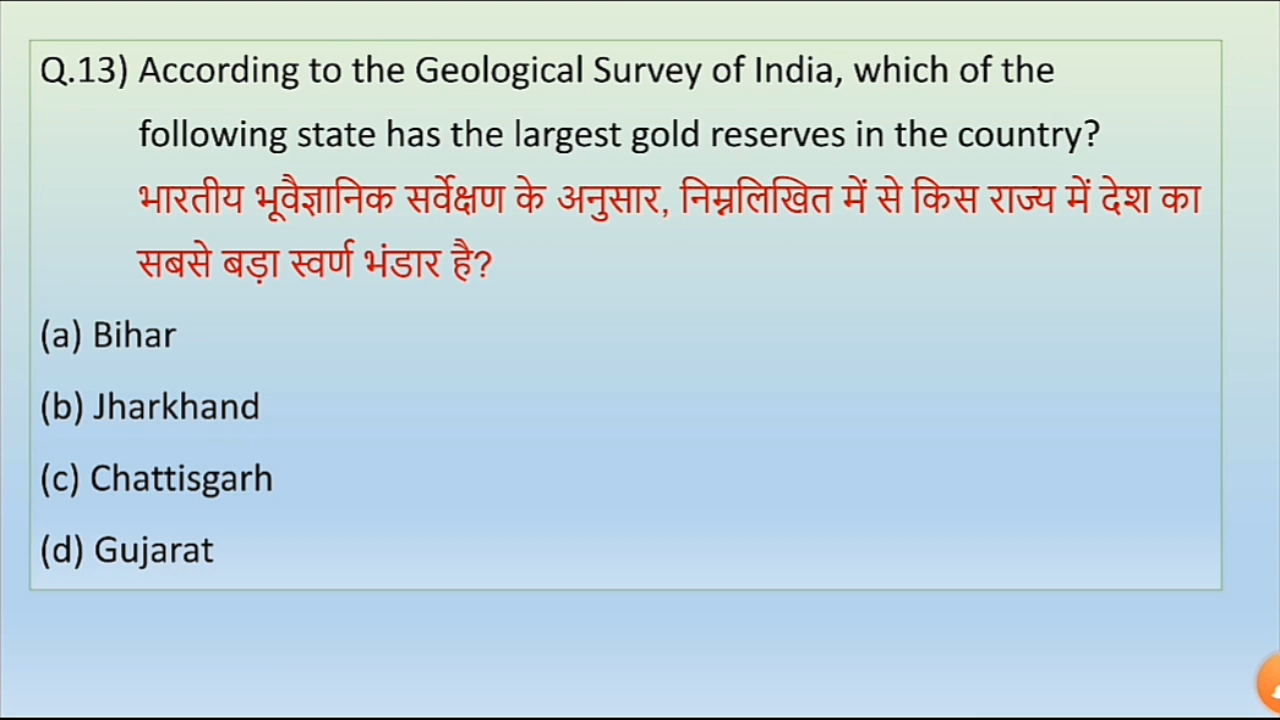 Q.13) According to the Geological Survey of India, which of the
following state has the largest gold reserves in the country?
भारतीय भूवैज्ञानिक सर्वेक्षण के अनुसार, निम्नलिखित में से किस राज्य में देश का
सबसे बड़ा स्वर्ण भंडार है?
(a) Bihar
(b) Jharkhand
(c) Chattisgarh
(d) Gujarat